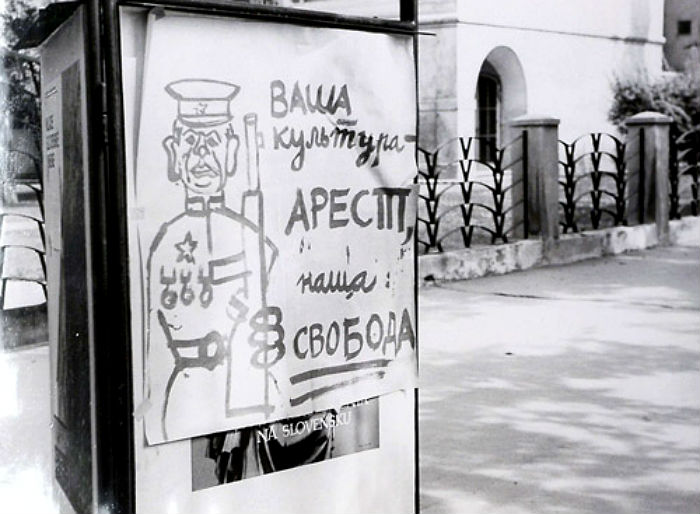 ВАША
культура-
АРЕСТ,
наша
СВОБОДА
NA SLOVENSKU